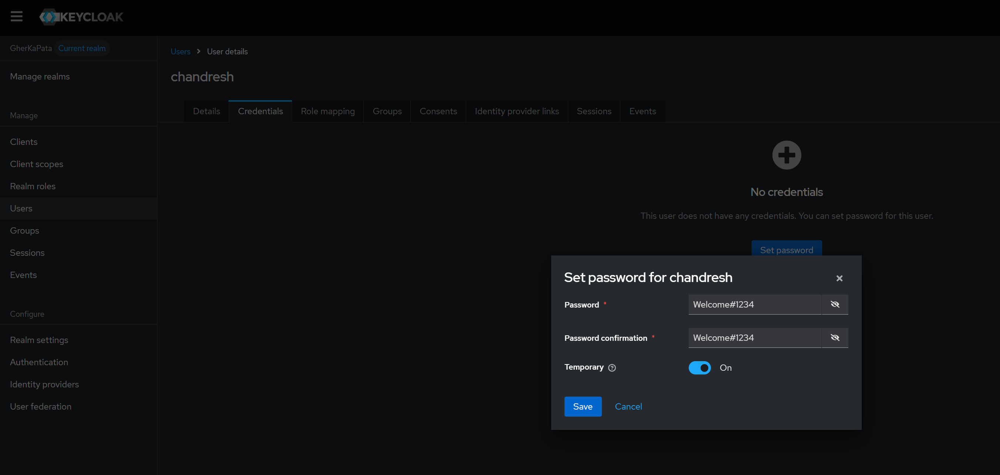 KEYCLOAK
GherKaPata Current realm
Manage realms
Manage
Clients
Client scopes
Realm roles
Users
Groups
Sessions
Events
Configure
Realm settings
Authentication
Identity providers
User federation
Users > User details
chandresh
Details Credentials Role mapping Groups Consents Identity provider links Sessions Events
No credentials
This user does not have any credentials. You can set password for this user.
Set password
Set password for chandresh
Password * Welcome#1234
Password confirmation * Welcome#1234
Temporary On
Save Cancel